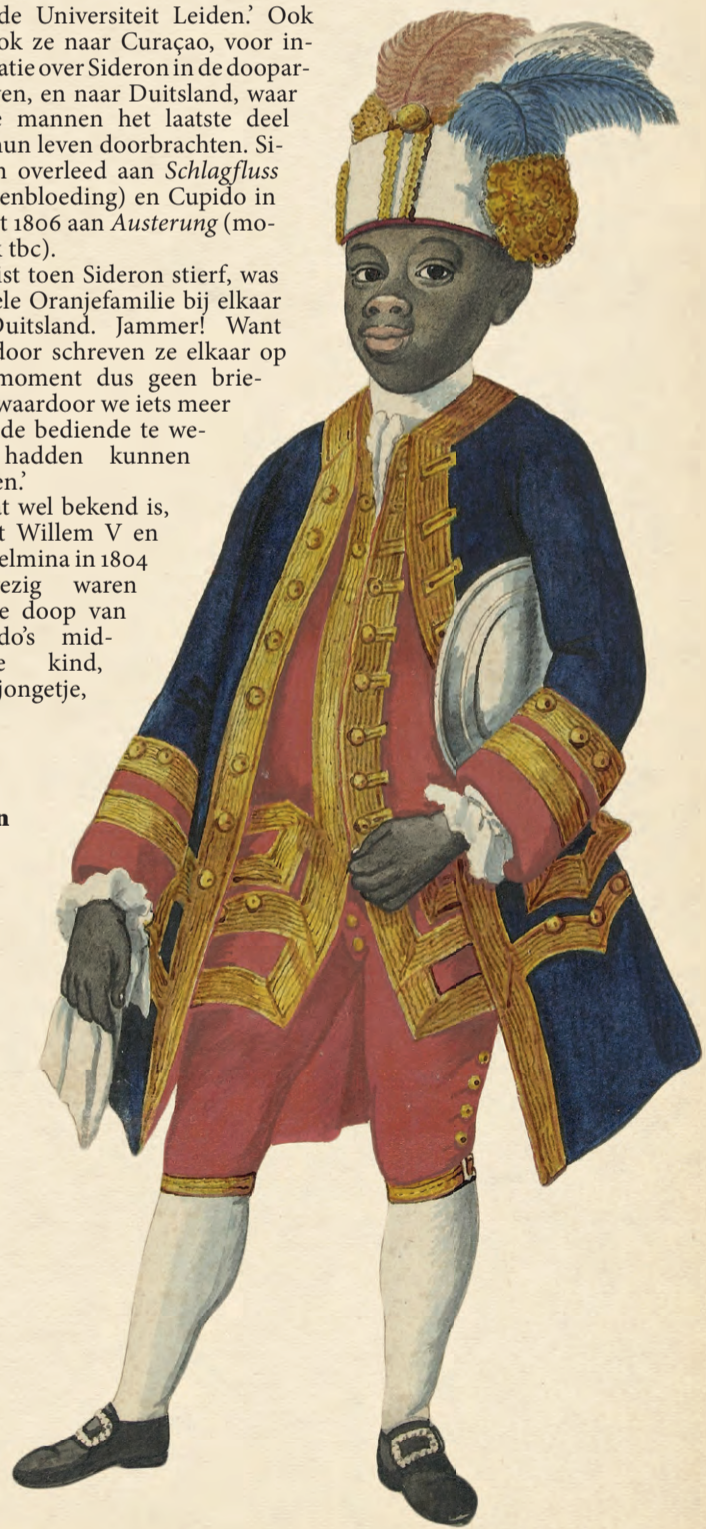 de Universiteit Leiden.’ Ook
ok ze naar Curaçao, voor in-
atie over Sideron in de doopar-
ven, en naar Duitsland, waar
e mannen het laatste deel
hun leven doorbrachten. Si-
n overleed aan Schlagfluss
enbloeding) en Cupido in
t 1806 aan Austerung (mo-
k tbc).
ist toen Sideron stierf, was
ele Oranjefamilie bij elkaar
Duitsland. Jammer! Want
door schreven ze elkaar op
moment dus geen brie-
waardoor we iets meer
de bediende te we-
hadden kunnen
en.’
at wel bekend is,
t Willem V en
elmina in 1804
ezig waren
e doop van
do’s mid-
e kind,
jongetje,
n